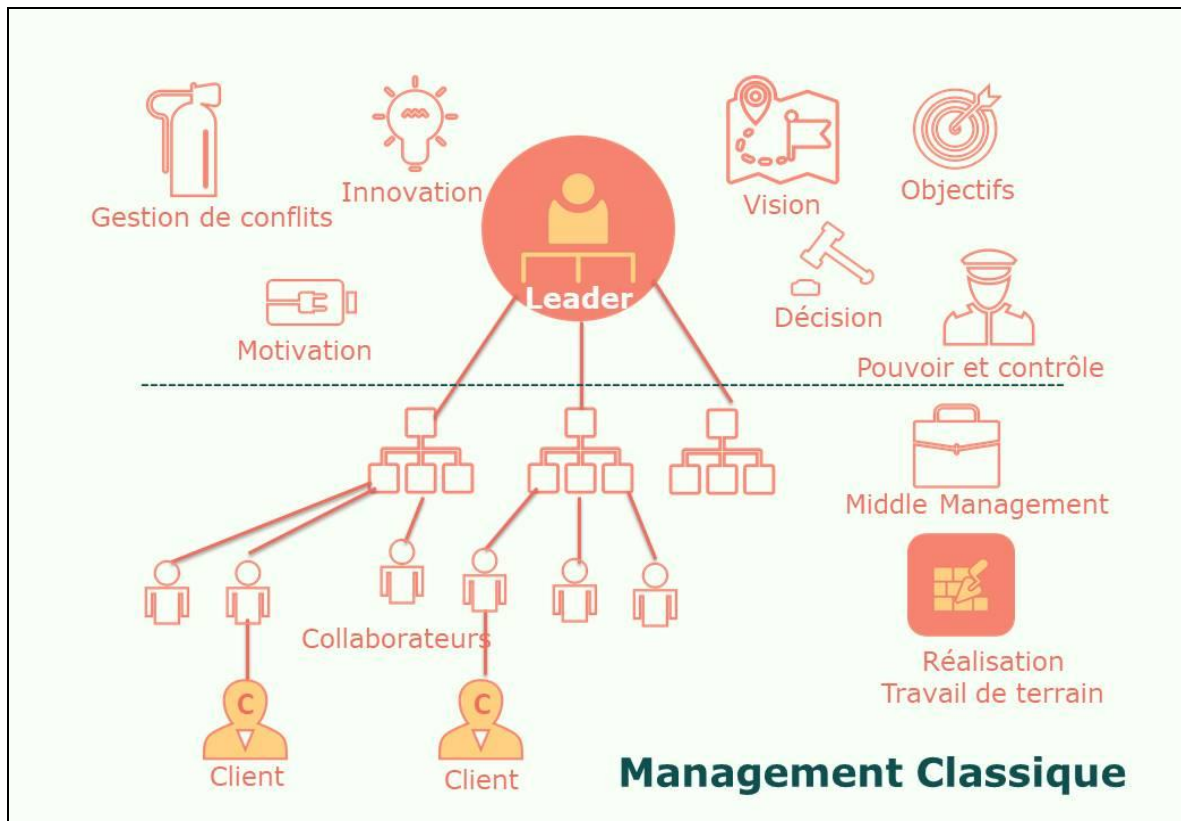 Innovation
Vision
Objectifs
Gestion de conflits
Leader
Décision
Motivation
Pouvoir et contrôle
Middle Management
Collaborateurs
Réalisation
Travail de terrain
C
C
Client
Client
Management Classique